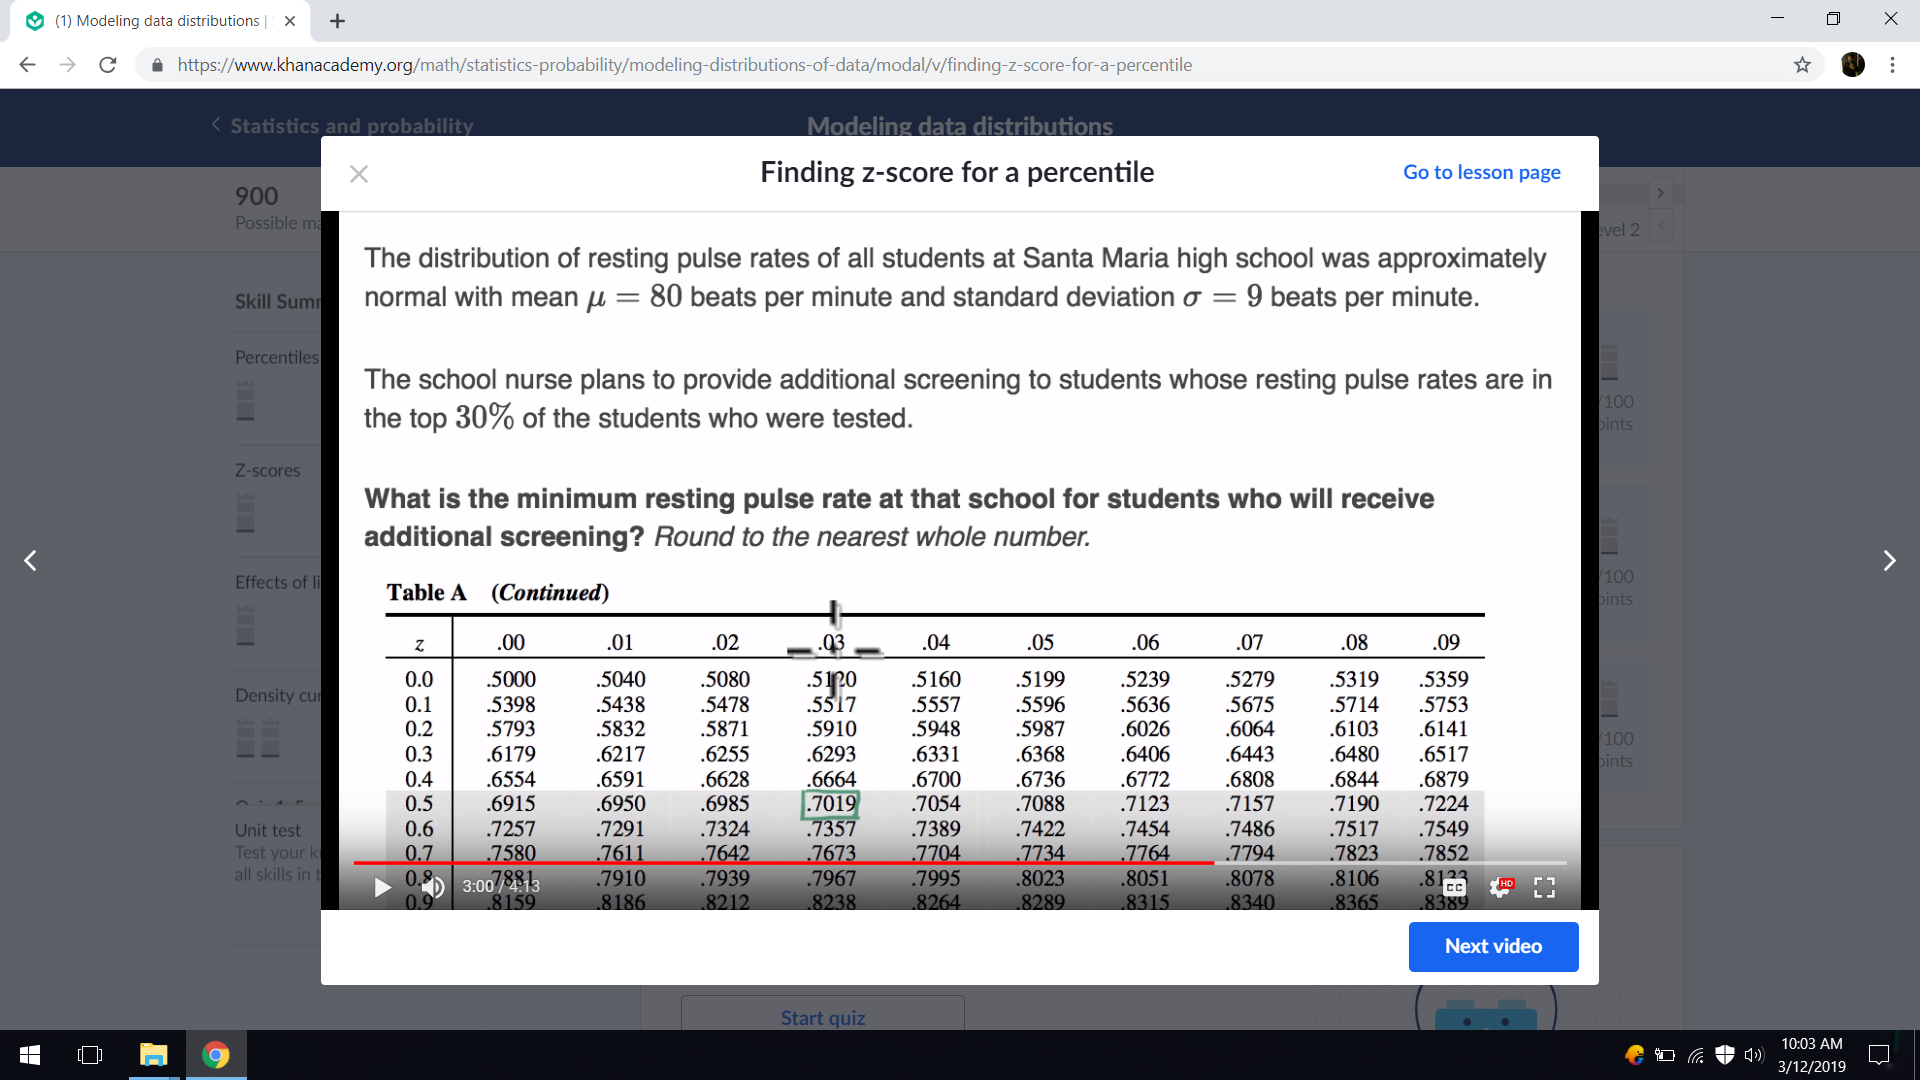 (1) Modeling data distributions |
https://www.khanacademy.org/math/statistics-probability/modeling-distributions-of-data/modal/v/finding-z-score-for-a-percentile
Statistics and probability
Modeling data distributions
Finding z-score for a percentile
Go to lesson page
900
Possible
Level 2
The distribution of resting pulse rates of all students at Santa Maria high school was approximately
normal with mean μ = 80 beats per minute and standard deviation σ = 9 beats per minute.
The school nurse plans to provide additional screening to students whose resting pulse rates are in
the top 30% of the students who were tested.
What is the minimum resting pulse rate at that school for students who will receive
additional screening? Round to the nearest whole number.
Skill
Percentiles
Z-scores
Effects of
Density
Unit test
Test your
all skills in
/100
/100
/100
Table A (Continued)
z .00 .01 .02 .03 .04 .05 .06 .07 .08 .09
0.0 .5000 .5040 .5080 .5120 .5160 .5199 .5239 .5279 .5319 .5359
0.1 .5398 .5438 .5478 .5517 .5557 .5596 .5636 .5675 .5714 .5753
0.2 .5793 .5832 .5871 .5910 .5948 .5987 .6026 .6064 .6103 .6141
0.3 .6179 .6217 .6255 .6293 .6331 .6368 .6406 .6443 .6480 .6517
0.4 .6554 .6591 .6628 .6664 .6700 .6736 .6772 .6808 .6844 .6879
0.5 .6915 .6950 .6985 .7019 .7054 .7088 .7123 .7157 .7190 .7224
0.6 .7257 .7291 .7324 .7357 .7389 .7422 .7454 .7486 .7517 .7549
0.7 .7580 .7611 .7642 .7673 .7704 .7734 .7764 .7794 .7823 .7852
0.8 .7881 .7910 .7939 .7967 .7995 .8023 .8051 .8078 .8106 .8133
0.9 .8159 .8186 .8212 .8238 .8264 .8289 .8315 .8340 .8365 .8389
3:00 / 4:13
CC
HD
Next video
Start quiz
10:03 AM
3/12/2019